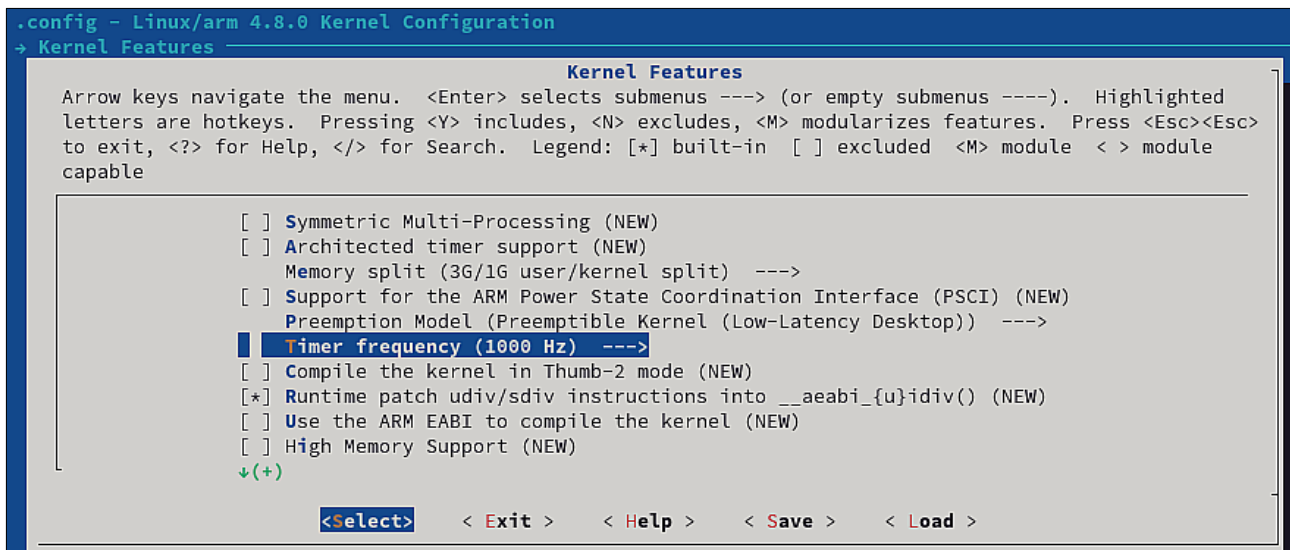 .config - Linux/arm 4.8.0 Kernel Configuration
→ Kernel Features
Kernel Features
Arrow keys navigate the menu. <Enter> selects submenus ---> (or empty submenus ----). Highlighted
letters are hotkeys. Pressing <Y> includes, <N> excludes, <M> modularizes features. Press <Esc><Esc>
to exit, <?> for Help, </> for Search. Legend: [*] built-in [ ] excluded <M> module < > module
capable
[ ] Symmetric Multi-Processing (NEW)
[ ] Architected timer support (NEW)
Memory split (3G/1G user/kernel split) --->
[ ] Support for the ARM Power State Coordination Interface (PSCI) (NEW)
Preemption Model (Preemptible Kernel (Low-Latency Desktop)) --->
Timer frequency (1000 Hz) --->
[ ] Compile the kernel in Thumb-2 mode (NEW)
[*] Runtime patch udiv/sdiv instructions into __aeabi_{u}idiv() (NEW)
[ ] Use the ARM EABI to compile the kernel (NEW)
[ ] High Memory Support (NEW)
↓(+)
<Select> < Exit > < Help > < Save > < Load >